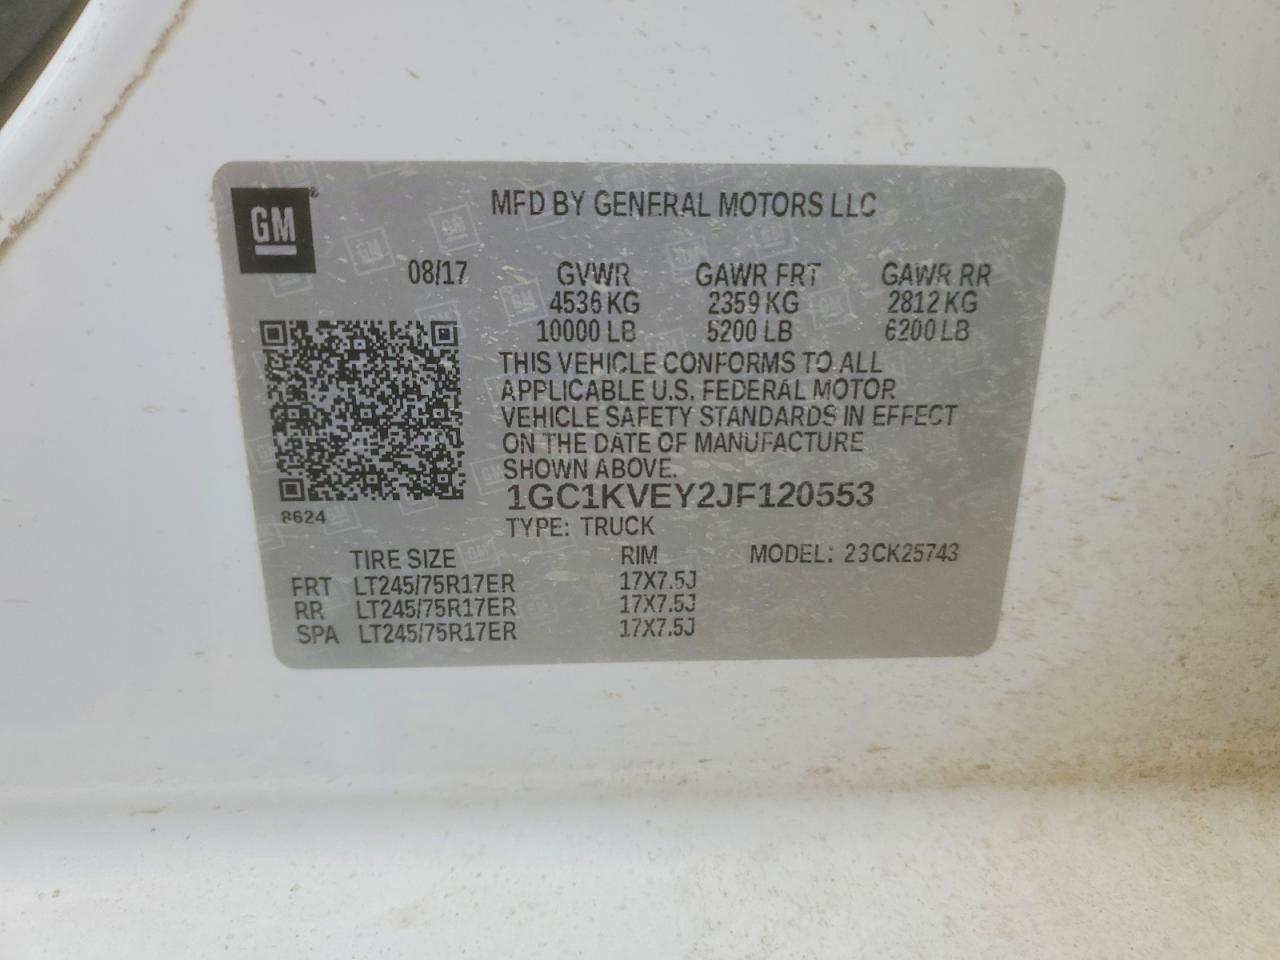 GM
MFD BY GENERAL MOTORS LLC
08/17 GVWR GAWR FRT GAWR RR
4536 KG 2359 KG 2812 KG
10000 LB 5200 LB 6200 LB
THIS VEHICLE CONFORMS TO ALL
APPLICABLE U.S. FEDERAL MOTOR
VEHICLE SAFETY STANDARDS IN EFFECT
ON THE DATE OF MANUFACTURE
SHOWN ABOVE.
1GC1KVEY2JF120553
8624
TYPE: TRUCK
TIRE SIZE RIM MODEL: 23CK25743
FRT LT245/75R17ER 17X7.5J
RR LT245/75R17ER 17X7.5J
SPA LT245/75R17ER 17X7.5J